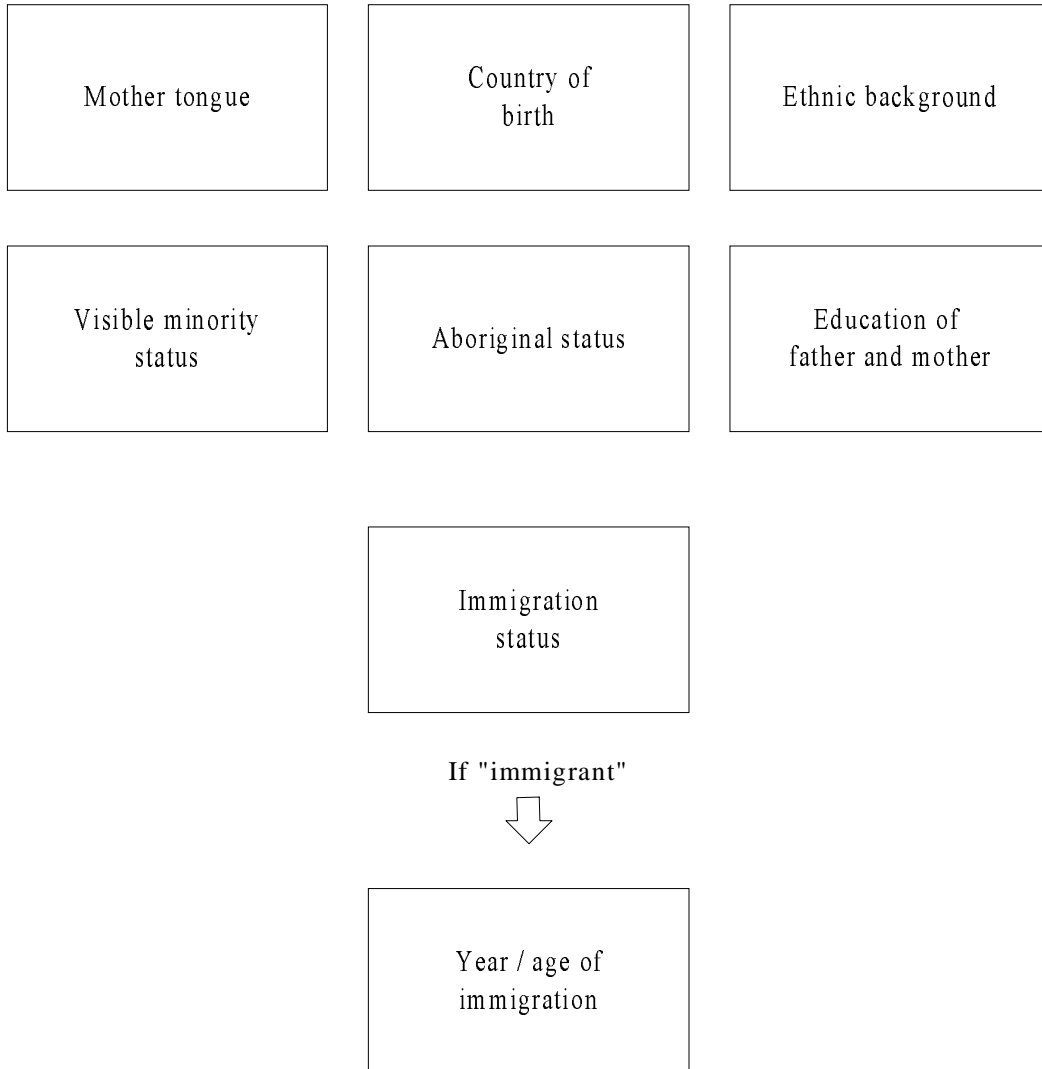 Mother tongue
Country of
birth
Ethnic background
Visible minority
status
Aboriginal status
Education of
father and mother
Immigration
status
If "immigrant"
Year / age of
immigration